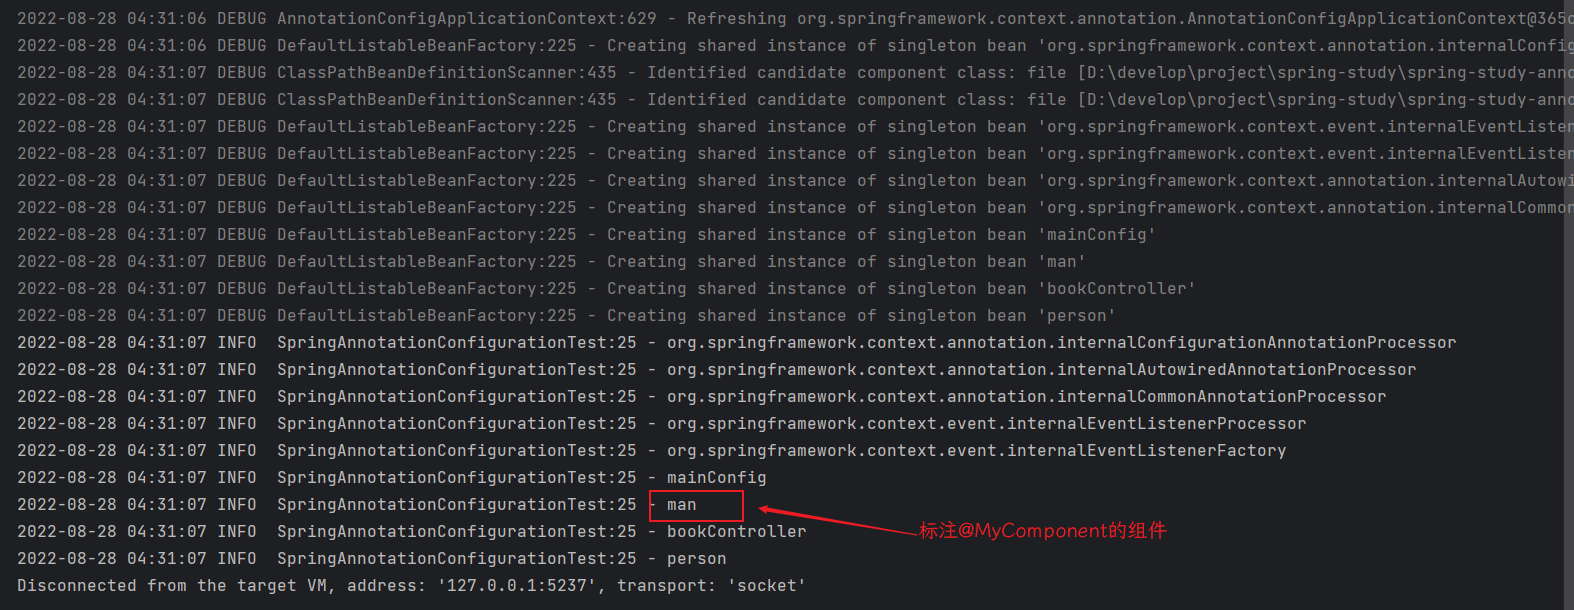 2022-08-28 04:31:06 DEBUG AnnotationConfigApplicationContext:629 - Refreshing org.springframework.context.annotation.AnnotationConfigApplicationContext@365c
2022-08-28 04:31:06 DEBUG DefaultListableBeanFactory:225 - Creating shared instance of singleton bean 'org.springframework.context.annotation.internalConfig
2022-08-28 04:31:07 DEBUG ClassPathBeanDefinitionScanner:435 - Identified candidate component class: file [D:\develop\project\spring-study\spring-study-anno
2022-08-28 04:31:07 DEBUG ClassPathBeanDefinitionScanner:435 - Identified candidate component class: file [D:\develop\project\spring-study\spring-study-anno
2022-08-28 04:31:07 DEBUG DefaultListableBeanFactory:225 - Creating shared instance of singleton bean 'org.springframework.context.event.internalEventListen
2022-08-28 04:31:07 DEBUG DefaultListableBeanFactory:225 - Creating shared instance of singleton bean 'org.springframework.context.event.internalEventListen
2022-08-28 04:31:07 DEBUG DefaultListableBeanFactory:225 - Creating shared instance of singleton bean 'org.springframework.context.annotation.internalAutowi
2022-08-28 04:31:07 DEBUG DefaultListableBeanFactory:225 - Creating shared instance of singleton bean 'org.springframework.context.annotation.internalCommon
2022-08-28 04:31:07 DEBUG DefaultListableBeanFactory:225 - Creating shared instance of singleton bean 'mainConfig'
2022-08-28 04:31:07 DEBUG DefaultListableBeanFactory:225 - Creating shared instance of singleton bean 'man'
2022-08-28 04:31:07 DEBUG DefaultListableBeanFactory:225 - Creating shared instance of singleton bean 'bookController'
2022-08-28 04:31:07 DEBUG DefaultListableBeanFactory:225 - Creating shared instance of singleton bean 'person'
2022-08-28 04:31:07 INFO  SpringAnnotationConfigurationTest:25 - org.springframework.context.annotation.internalConfigurationAnnotationProcessor
2022-08-28 04:31:07 INFO  SpringAnnotationConfigurationTest:25 - org.springframework.context.annotation.internalAutowiredAnnotationProcessor
2022-08-28 04:31:07 INFO  SpringAnnotationConfigurationTest:25 - org.springframework.context.annotation.internalCommonAnnotationProcessor
2022-08-28 04:31:07 INFO  SpringAnnotationConfigurationTest:25 - org.springframework.context.event.internalEventListenerProcessor
2022-08-28 04:31:07 INFO  SpringAnnotationConfigurationTest:25 - org.springframework.context.event.internalEventListenerFactory
2022-08-28 04:31:07 INFO  SpringAnnotationConfigurationTest:25 - mainConfig
2022-08-28 04:31:07 INFO  SpringAnnotationConfigurationTest:25 - man
标注@MyComponent的组件
2022-08-28 04:31:07 INFO  SpringAnnotationConfigurationTest:25 - bookController
2022-08-28 04:31:07 INFO  SpringAnnotationConfigurationTest:25 - person
Disconnected from the target VM, address: '127.0.0.1:5237', transport: 'socket'